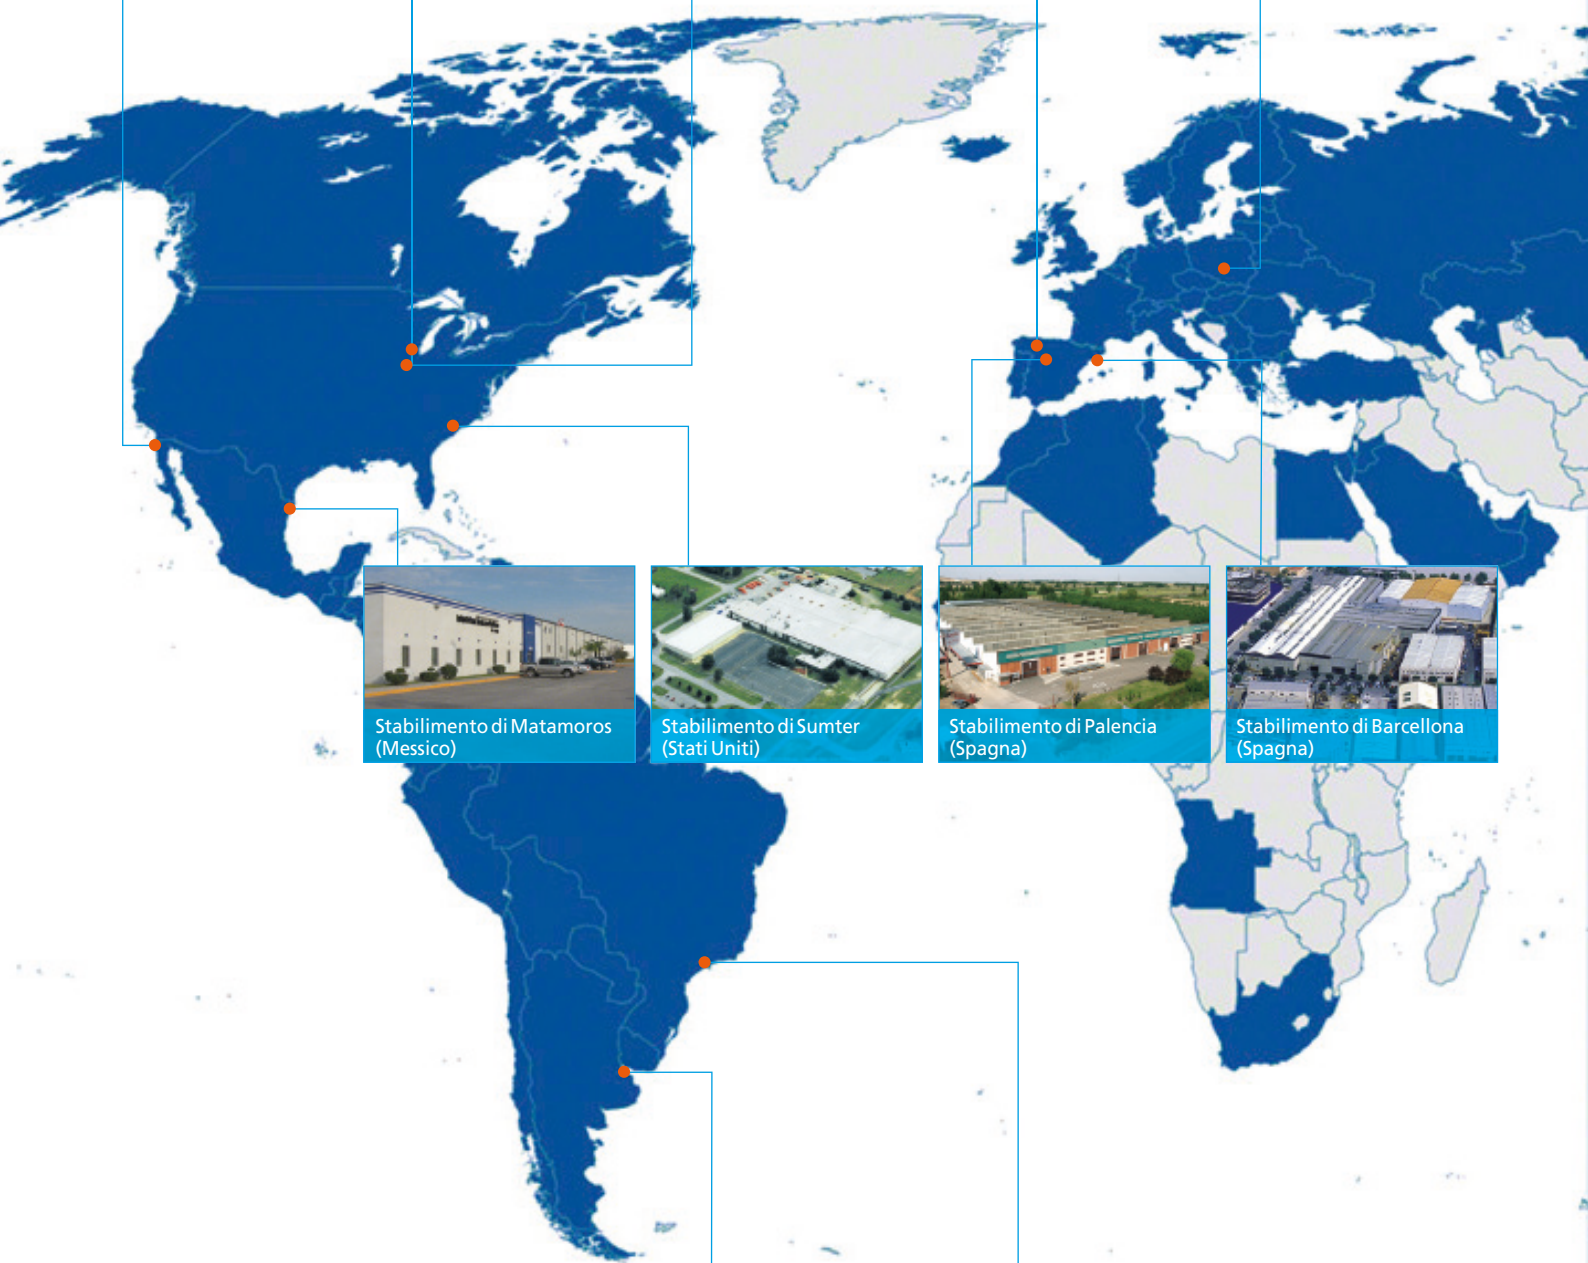 Stabilimento di Matamoros
(Messico)
Stabilimento di Sumter
(Stati Uniti)
Stabilimento di Palencia
(Spagna)
Stabilimento di Barcellona
(Spagna)